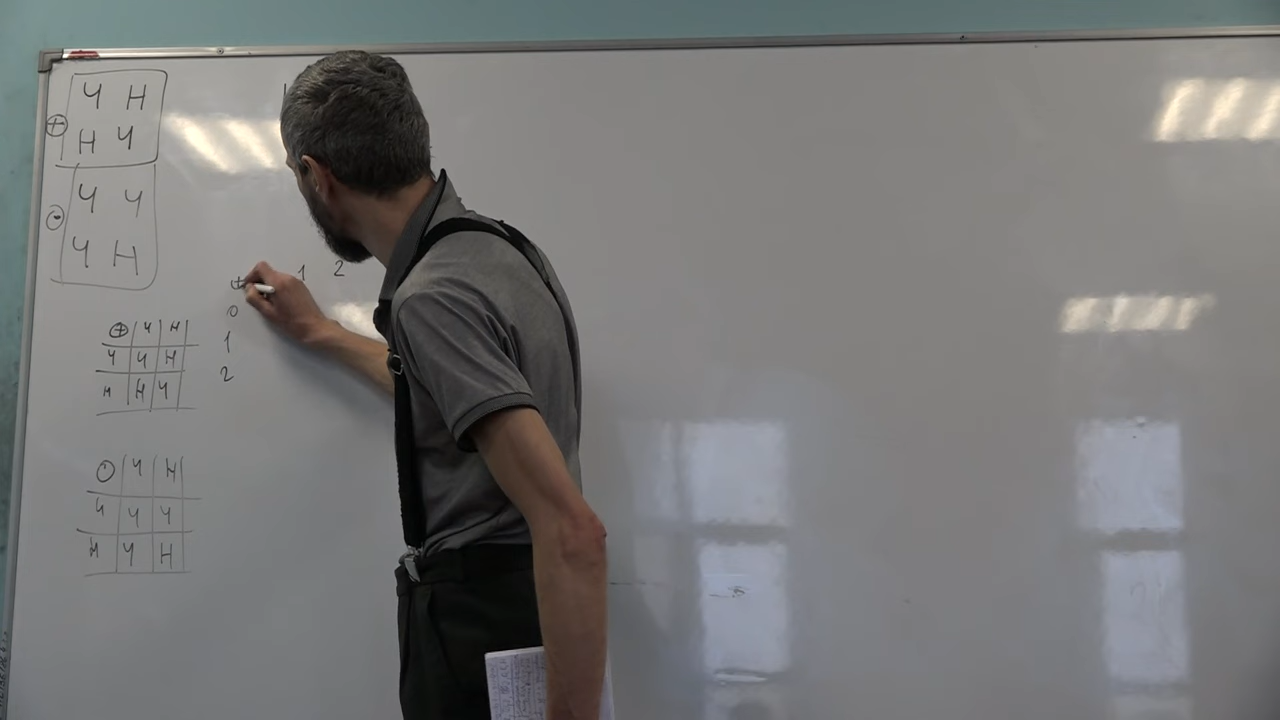 Ч Н
⊕
Н Ч
Ч Ч
⊙
Ч Н
⊕ Ч Н
Ч Ч Н
Н Н Ч
⊙ Ч Н
Ч Ч Ч
Н Ч Н
+ 1 2
0
1
2